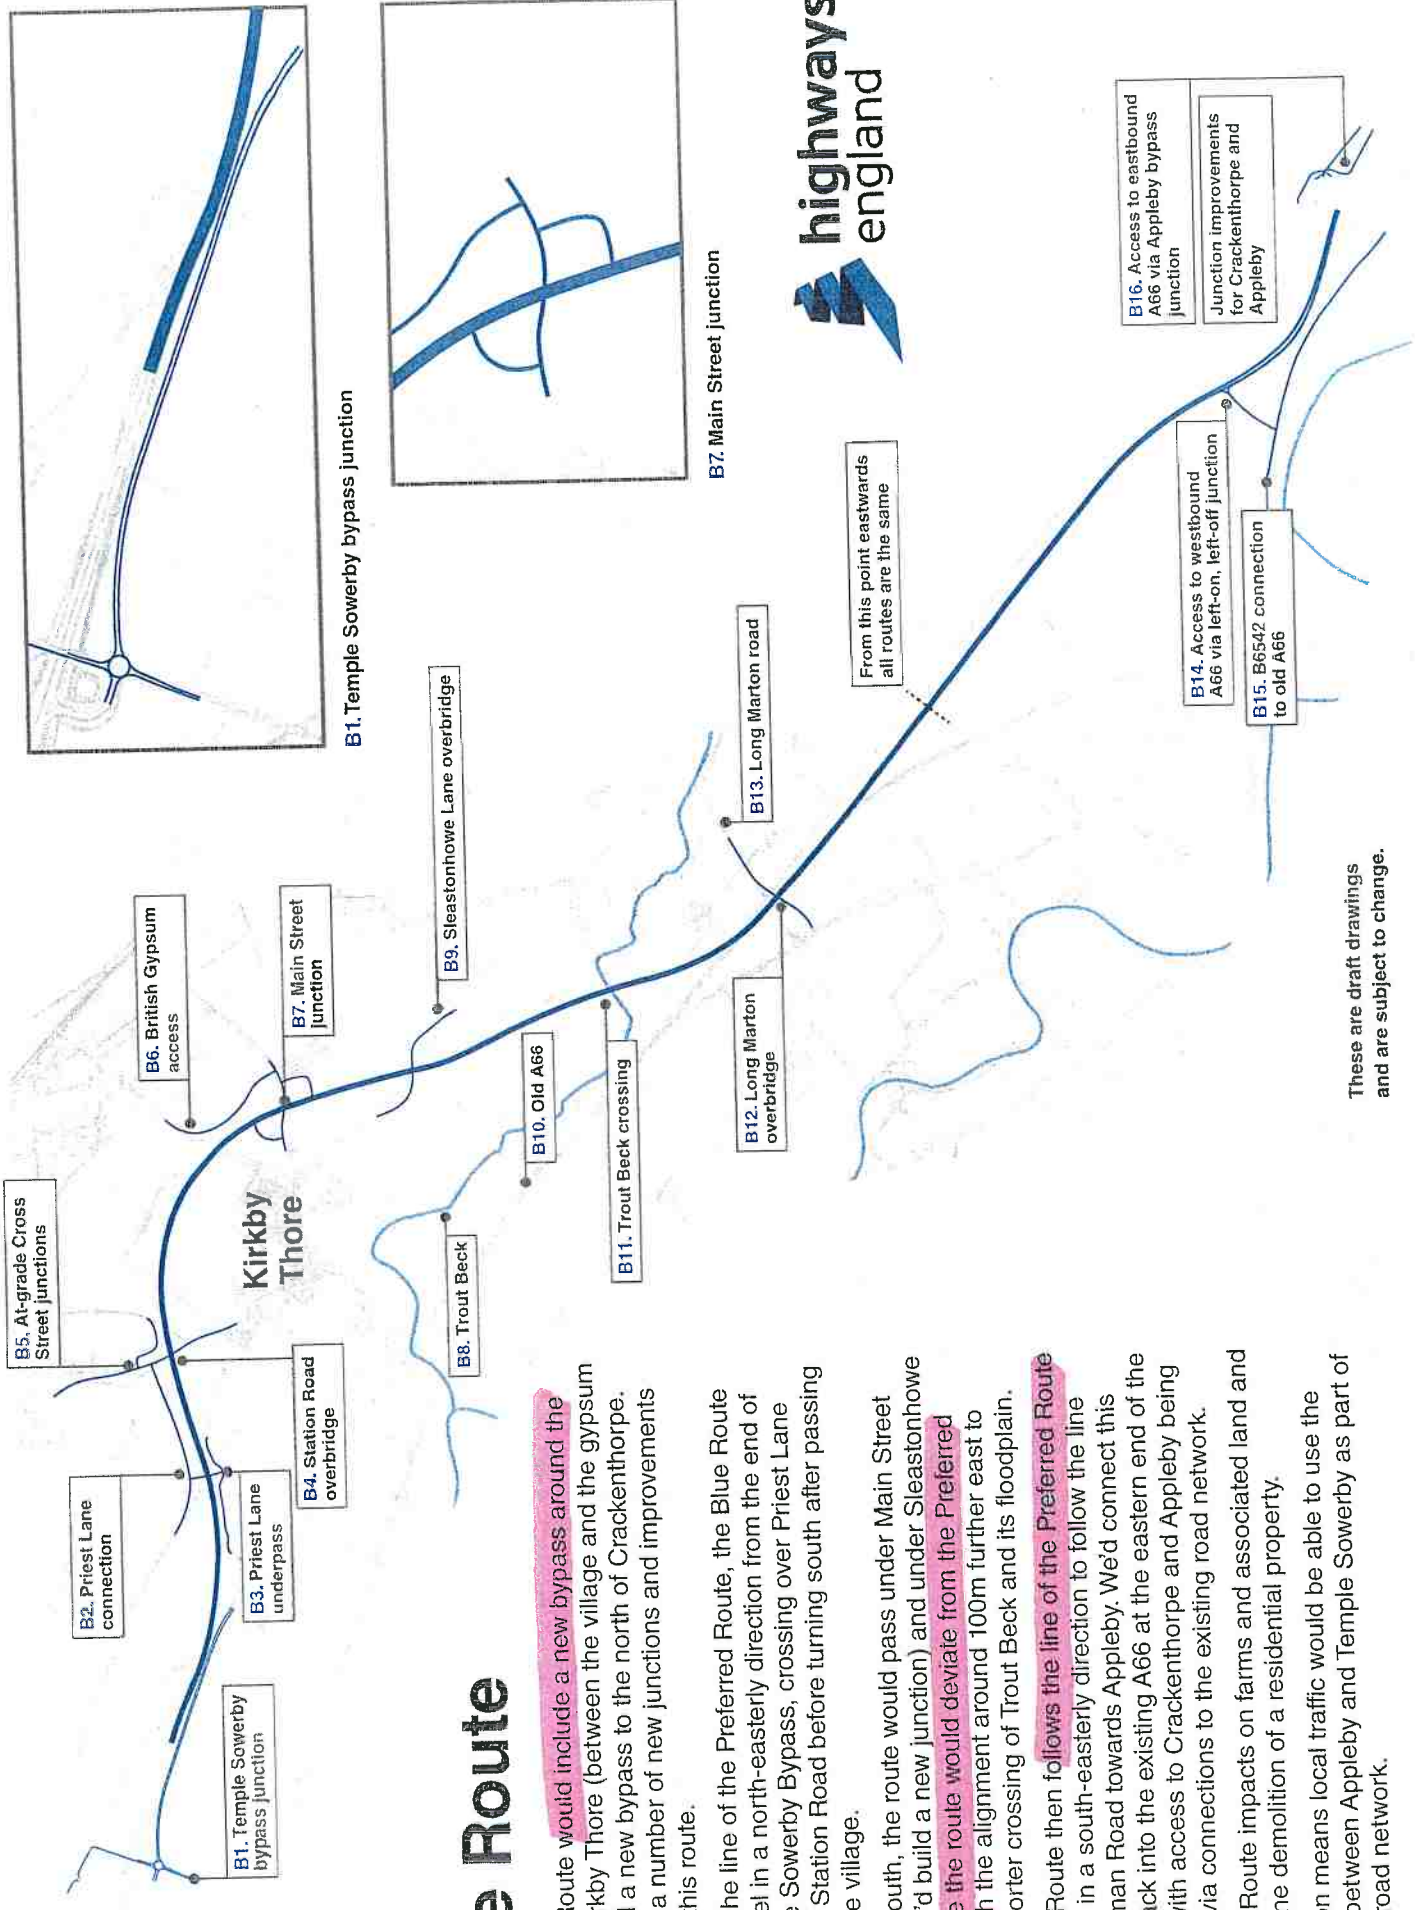 e Route
Route would include a new bypass around the
rkby Thore (between the village and the gypsum
d a new bypass to the north of Crackenthorpe.
a number of new junctions and improvements
this route.
he line of the Preferred Route, the Blue Route
el in a north-easterly direction from the end of
e Sowerby Bypass, crossing over Priest Lane
Station Road before turning south after passing
e village.
outh, the route would pass under Main Street
'd build a new junction) and under Sleastonhowe
e the route would deviate from the Preferred
h the alignment around 100m further east to
orter crossing of Trout Beck and its floodplain.
Route then follows the line of the Preferred Route
in a south-easterly direction to follow the line
man Road towards Appleby. We'd connect this
ack into the existing A66 at the eastern end of the
with access to Crackenthorpe and Appleby being
via connections to the existing road network.
Route impacts on farms and associated land and
he demolition of a residential property.
on means local traffic would be able to use the
between Appleby and Temple Sowerby as part of
road network.
B1. Temple Sowerby
bypass junction
B2. Priest Lane
connection
B3. Priest Lane
underpass
B4. Station Road
overbridge
B5. At-grade Cross
Street junctions
Kirkby
Thore
B6. British Gypsum
access
B7. Main Street
junction
B8. Trout Beck
B9. Sleastonhowe Lane overbridge
B10. Old A66
B11. Trout Beck crossing
B12. Long Marton
overbridge
B13. Long Marton road
From this point eastwards
all routes are the same
B14. Access to westbound
A66 via left-on, left-off junction
B15. B6542 connection
to old A66
B16. Access to eastbound
A66 via Appleby bypass
junction
Junction improvements
for Crackenthorpe and
Appleby
B1. Temple Sowerby bypass junction
B7. Main Street junction
highways
england
These are draft drawings
and are subject to change.